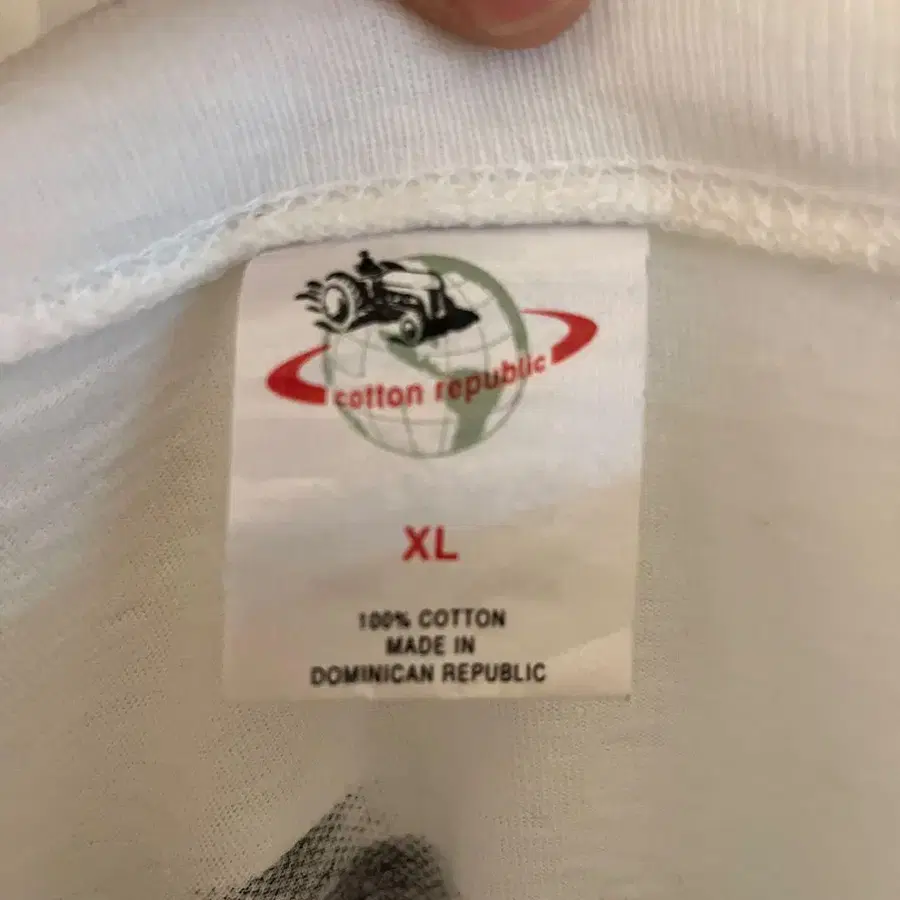 cotton republic
XL
100% COTTON
MADE IN
DOMINICAN REPUBLIC